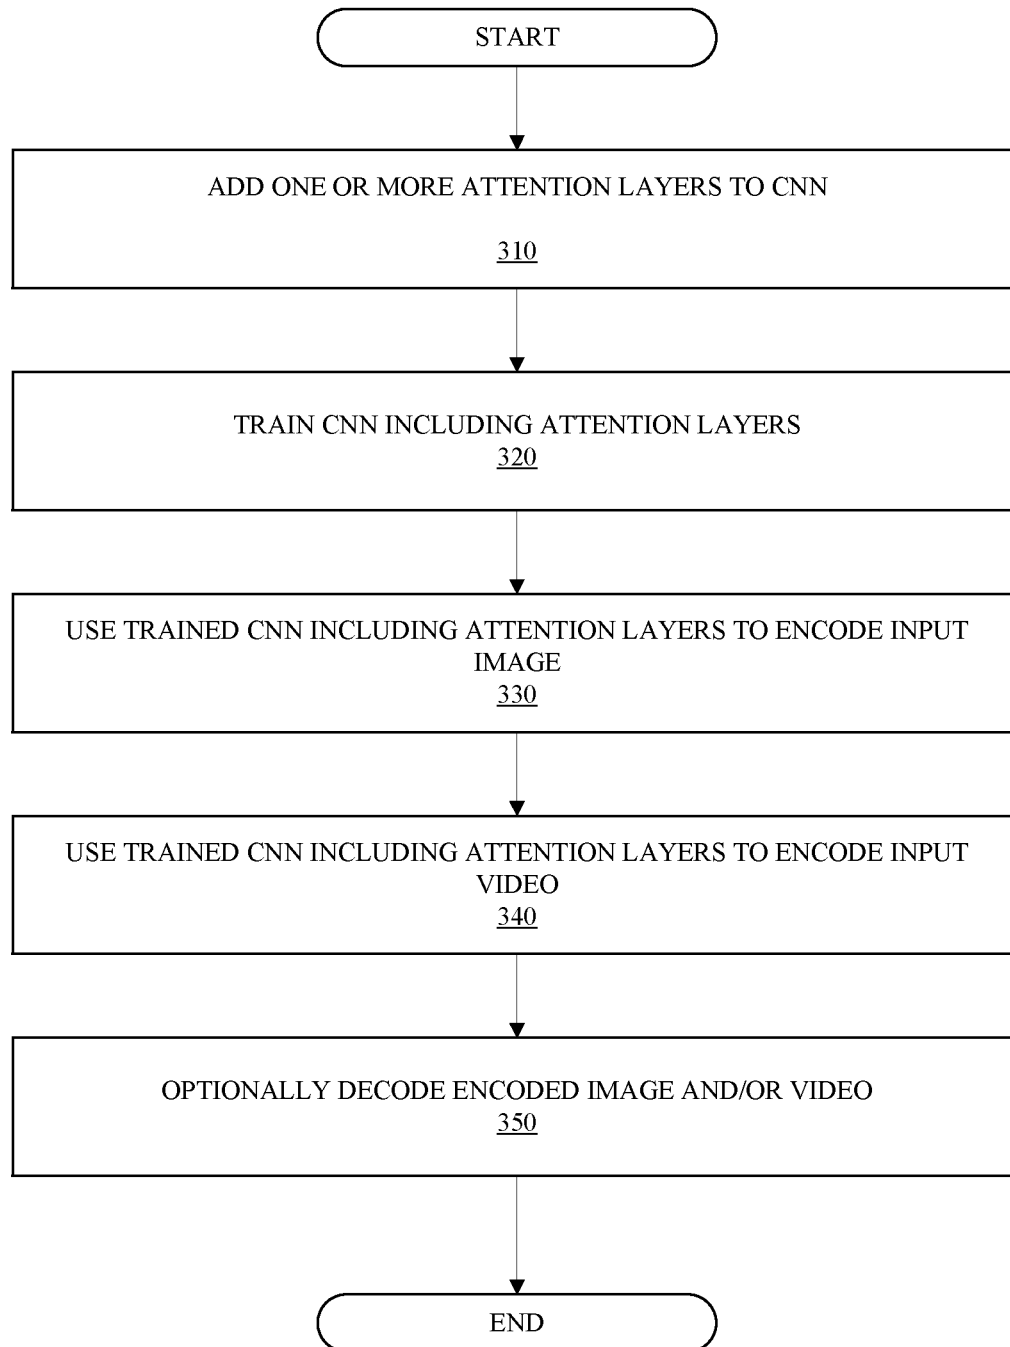 START
ADD ONE OR MORE ATTENTION LAYERS TO CNN
310
TRAIN CNN INCLUDING ATTENTION LAYERS
320
USE TRAINED CNN INCLUDING ATTENTION LAYERS TO ENCODE INPUT
IMAGE
330
USE TRAINED CNN INCLUDING ATTENTION LAYERS TO ENCODE INPUT
VIDEO
340
OPTIONALLY DECODE ENCODED IMAGE AND/OR VIDEO
350
END